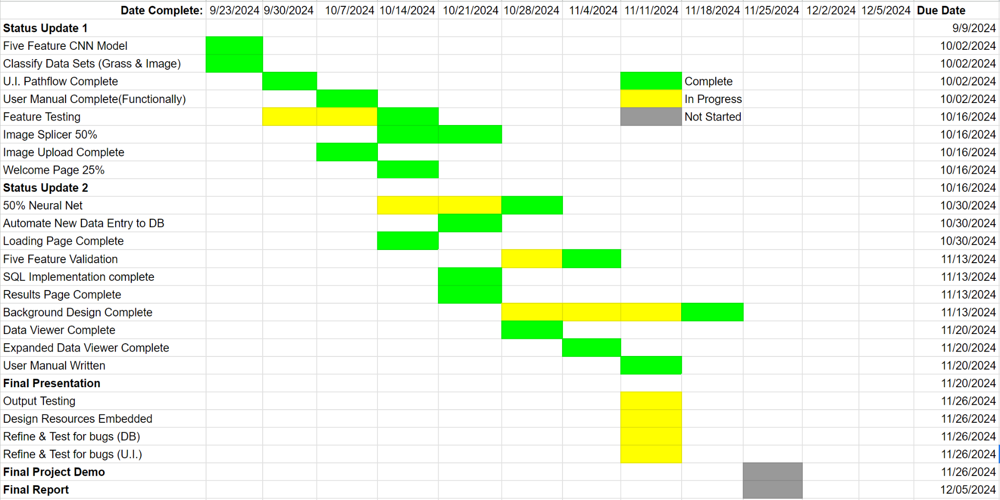 Date Complete: 9/23/2024 9/30/2024 10/7/2024 10/14/2024 10/21/2024 10/28/2024 11/4/2024 11/11/2024 11/18/2024 11/25/2024 12/2/2024 12/5/2024 Due Date
Status Update 1 9/9/2024
Five Feature CNN Model 10/02/2024
Classify Data Sets (Grass & Image) 10/02/2024
U.I. Pathflow Complete Complete 10/02/2024
User Manual Complete(Functionally) In Progress 10/02/2024
Feature Testing Not Started 10/16/2024
Image Splicer 50% 10/16/2024
Image Upload Complete 10/16/2024
Welcome Page 25% 10/16/2024
Status Update 2 10/16/2024
50% Neural Net 10/30/2024
Automate New Data Entry to DB 10/30/2024
Loading Page Complete 10/30/2024
Five Feature Validation 11/13/2024
SQL Implementation complete 11/13/2024
Results Page Complete 11/13/2024
Background Design Complete 11/13/2024
Data Viewer Complete 11/20/2024
Expanded Data Viewer Complete 11/20/2024
User Manual Written 11/20/2024
Final Presentation 11/20/2024
Output Testing 11/26/2024
Design Resources Embedded 11/26/2024
Refine & Test for bugs (DB) 11/26/2024
Refine & Test for bugs (U.I.) 11/26/2024
Final Project Demo 11/26/2024
Final Report 12/05/2024